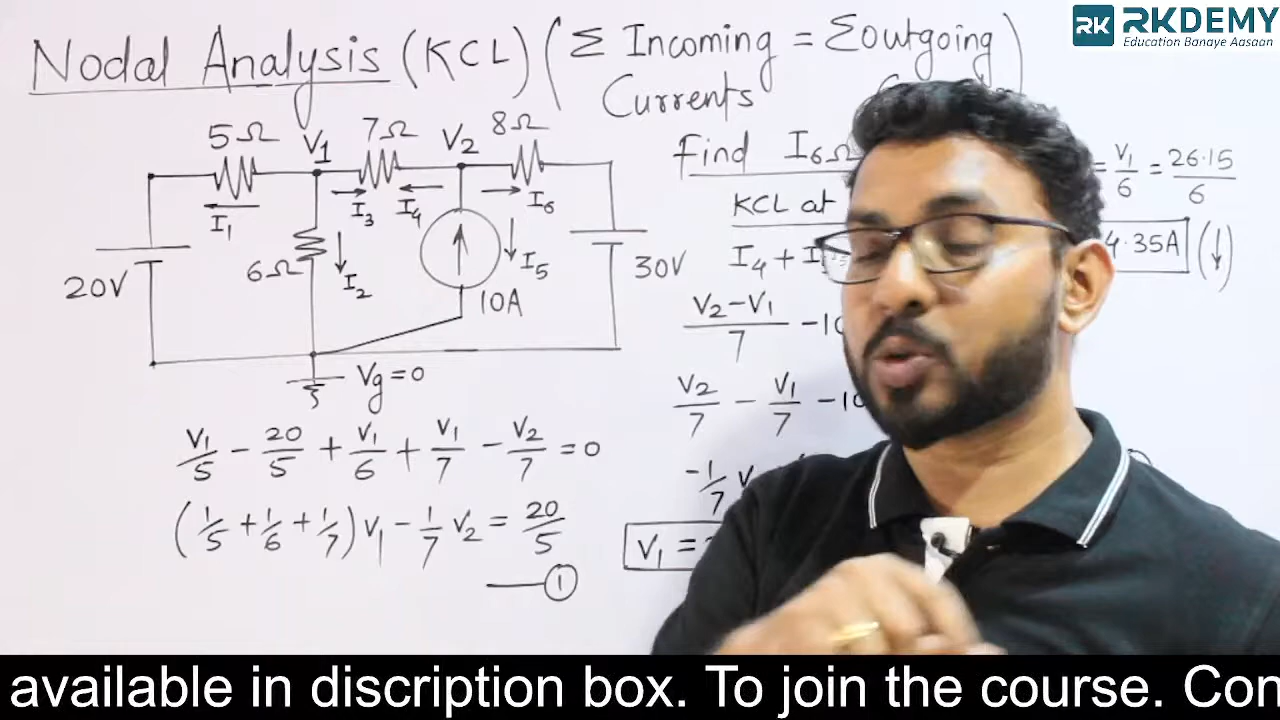 RK RKDEMY
Education Banaye Aasaan
Nodal Analysis (KCL) (Σ Incoming = Σoutgoing
Currents
5Ω V1 7Ω V2 8Ω
I1 I3 I4 I6
20V 6Ω I2 I5 30V
10A
Vg=0
V1/5 - 20/5 + V1/6 + V1/7 - V2/7 = 0
(1/5 + 1/6 + 1/7) V1 - 1/7 V2 = 20/5
1
Find I6Ω
= V1/6 = 26.15/6
KCL at
4.35A (↓)
I4 + I
V2-V1/7 - 10
V2/7 - V1/7 - 10
-1/7 V
V1 =
available in discription box. To join the course. Con